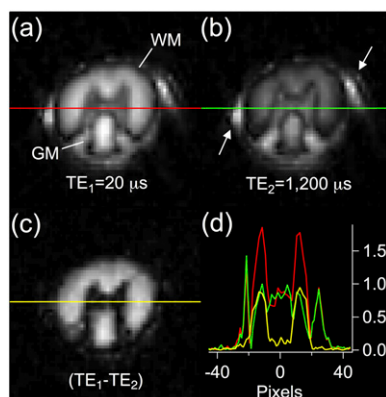 (a)
WM
(b)
GM
TE₁=20 μs
TE₂=1,200 μs
(c)
(d)
1.5
1.0
0.5
0.0
(TE₁-TE₂)
-40
0
40
Pixels